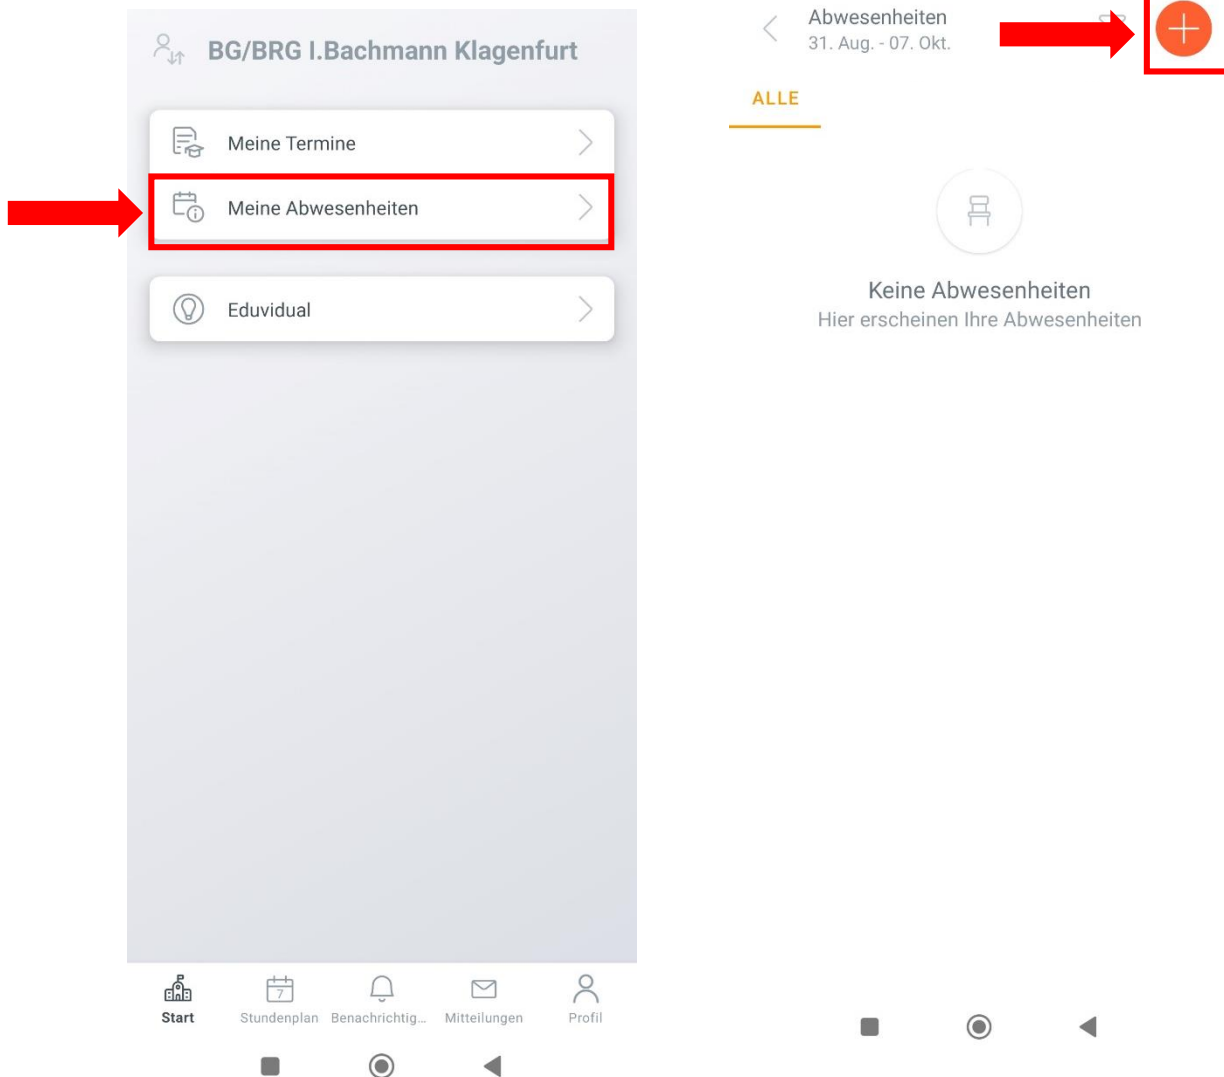 BG/BRG I.Bachmann Klagenfurt
Meine Termine
Meine Abwesenheiten
Eduvidual
Start
7
Stundenplan
Benachrichtig...
Mitteilungen
Profil
Abwesenheiten
31. Aug. - 07. Okt.
ALLE
Keine Abwesenheiten
Hier erscheinen Ihre Abwesenheiten